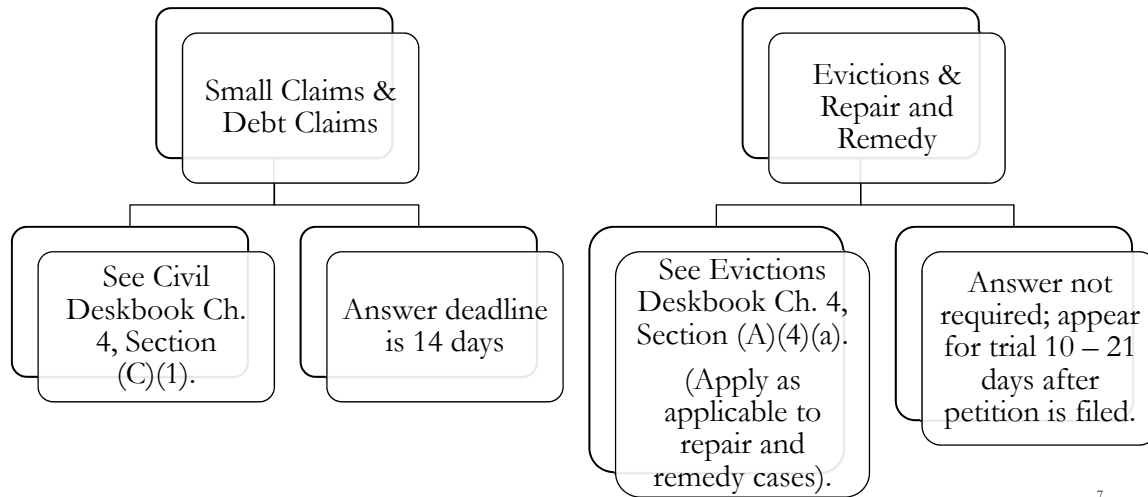 Small Claims &
Debt Claims
See Civil
Deskbook Ch.
4, Section
(C)(1).
Answer deadline
is 14 days
Evictions &
Repair and
Remedy
See Evictions
Deskbook Ch. 4,
Section (A)(4)(a).
(Apply as
applicable to
repair and
remedy cases).
Answer not
required; appear
for trial 10 – 21
days after
petition is filed.
7